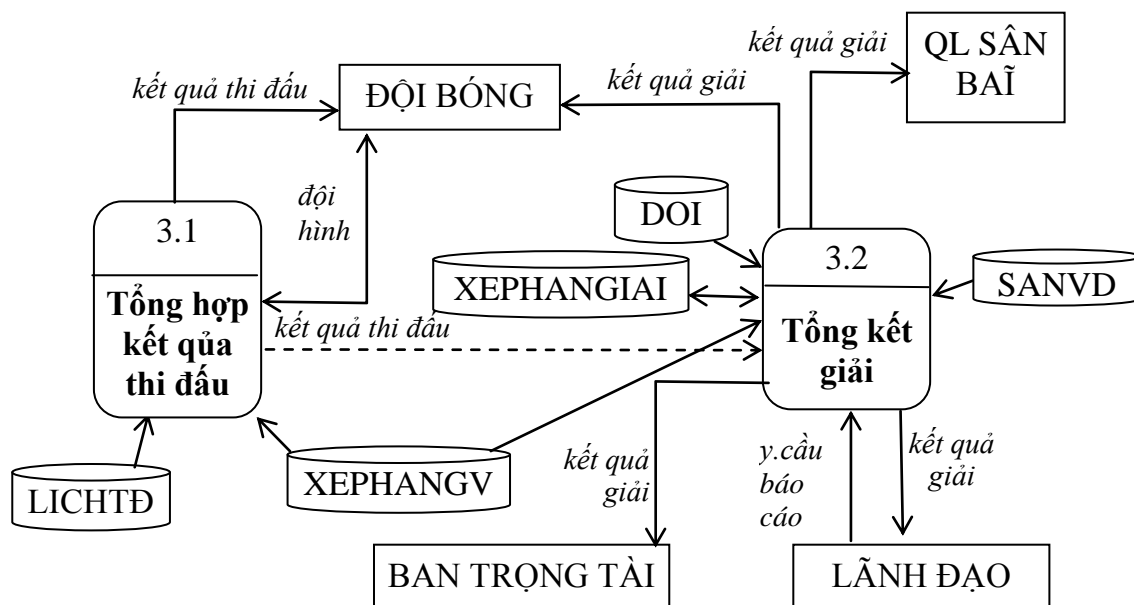 kết quả giải
QL SÂN
BAĨ
kết quả thi đấu
ĐỘI BÓNG
kết quả giải
đội
hình
3.1
Tổng hợp
kết qủa
thi đấu
DOI
XEPHANGIAI
3.2
Tổng kết
giải
SANVD
kết quả thi đấu
LICHTĐ
XEPHANGV
kết quả
giải
y.cầu
báo
cáo
kết quả
giải
BAN TRỌNG TÀI
LÃNH ĐẠO